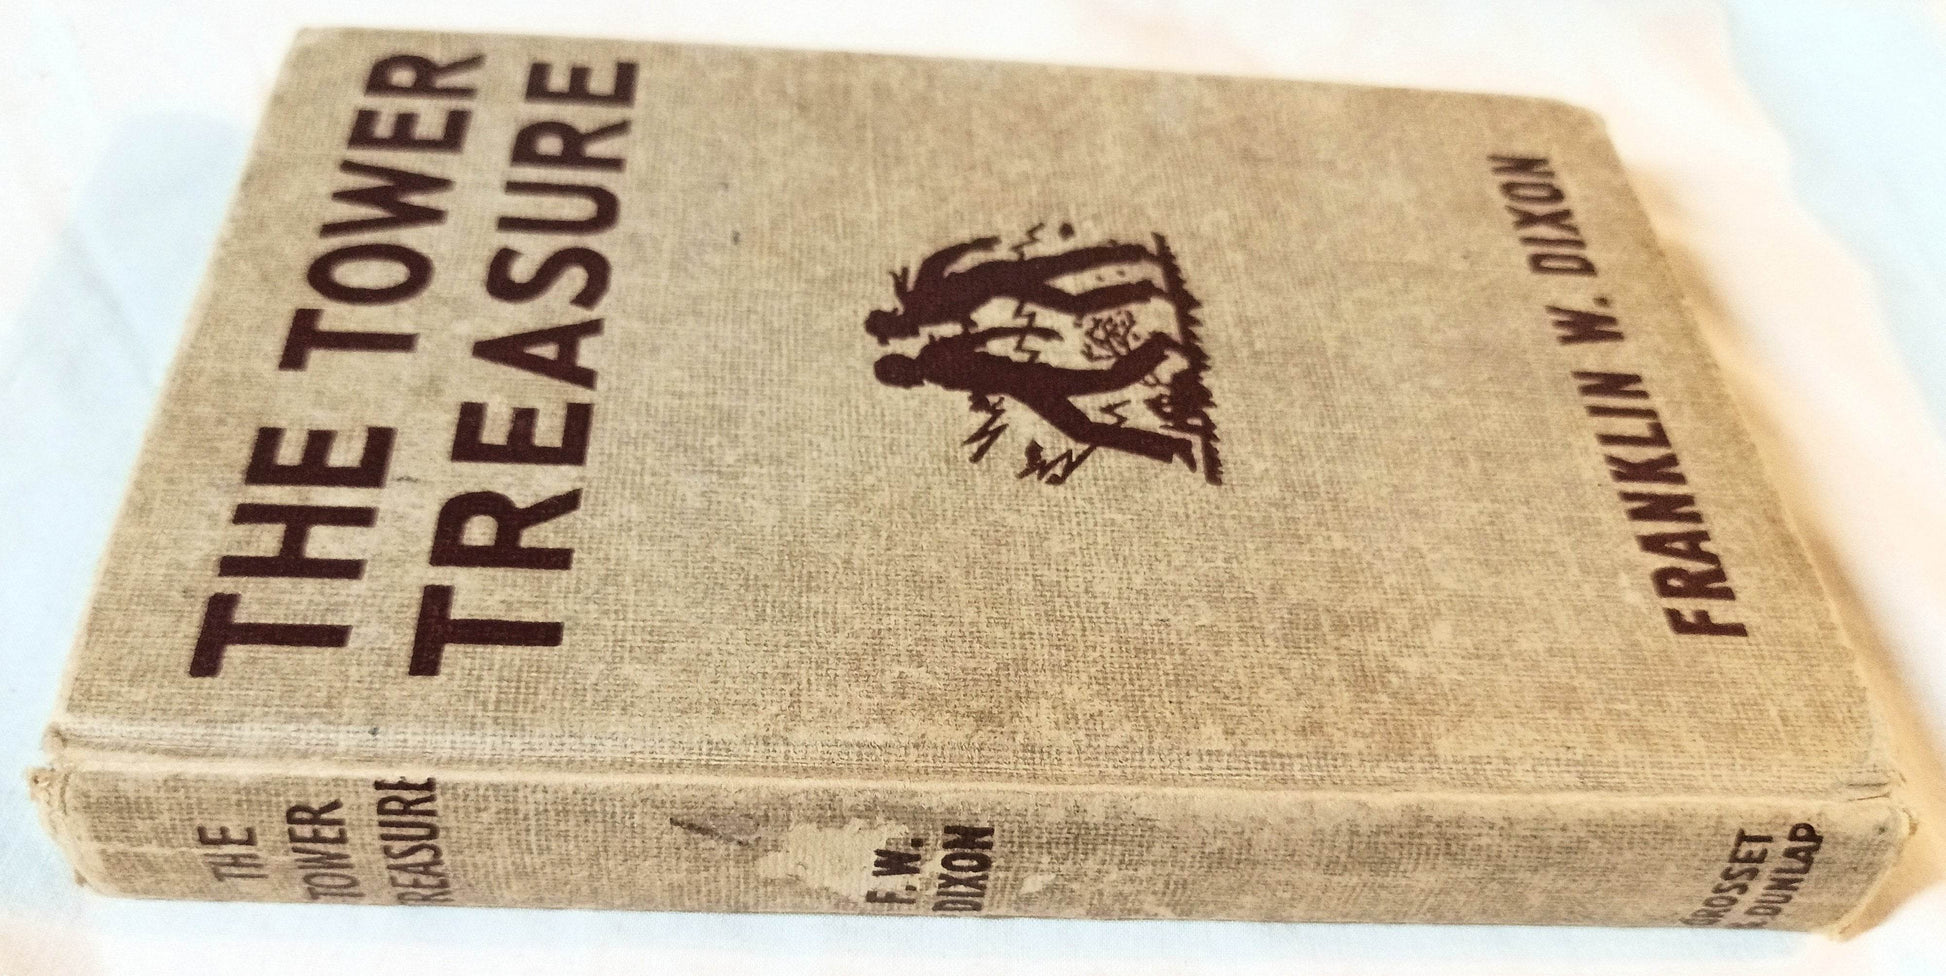 THE TOWER
TREASURE
FRANKLIN W. DIXON
THE
TOWER
TREASURE
F. W.
DIXON
GROSSET
& DUNLAP